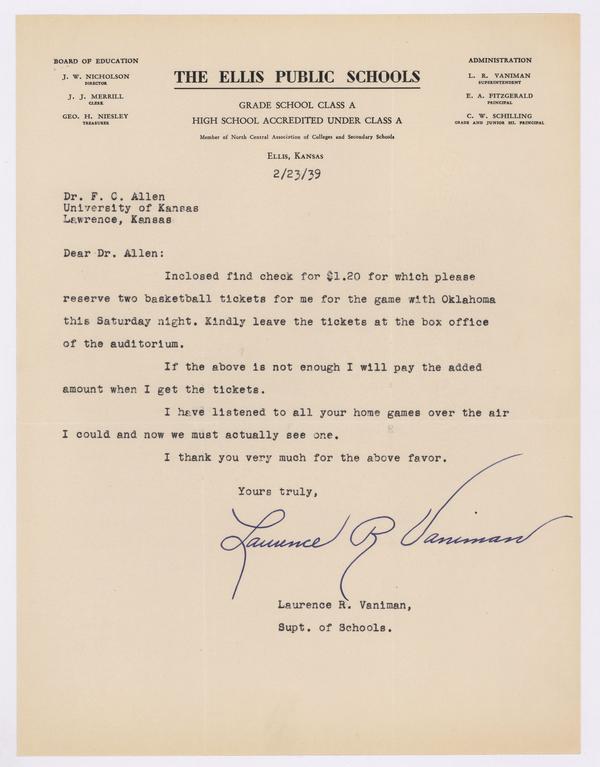 BOARD OF EDUCATION
J. W. NICHOLSON
DIRECTOR
J. J. MERRILL
CLERK
GEO. H. NIESLEY
TREASURER
THE ELLIS PUBLIC SCHOOLS
GRADE SCHOOL CLASS A
HIGH SCHOOL ACCREDITED UNDER CLASS A
Member of North Central Association of Colleges and Secondary Schools
ELLIS, KANSAS
ADMINISTRATION
L. R. VANIMAN
SUPERINTENDENT
E. A. FITZGERALD
PRINCIPAL
C. W. SCHILLING
GRADE AND JUNIOR HI. PRINCIPAL
2/23/39
Dr. F. C. Allen
University of Kansas
Lawrence, Kansas
Dear Dr. Allen:
Inclosed find check for $1.20 for which please
reserve two basketball tickets for me for the game with Oklahoma
this Saturday night. Kindly leave the tickets at the box office
of the auditorium.
If the above is not enough I will pay the added
amount when I get the tickets.
I have listened to all your home games over the air
I could and now we must actually see one.
I thank you very much for the above favor.
Yours truly,
Laurence R Vaniman
Laurence R. Vaniman,
Supt. of Schools.